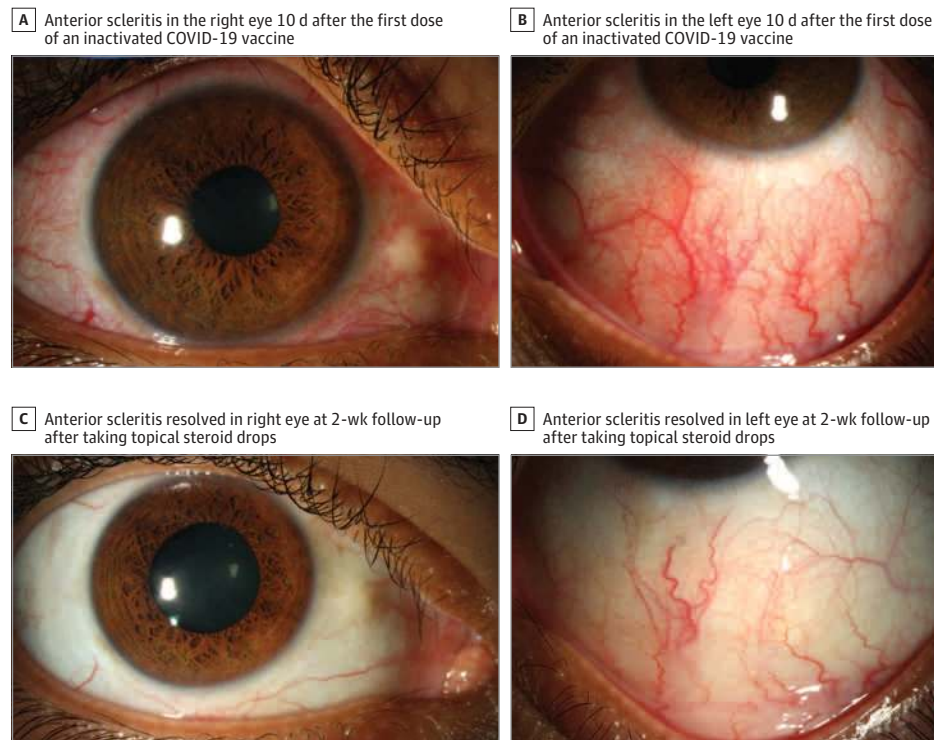 A Anterior scleritis in the right eye 10 d after the first dose
of an inactivated COVID-19 vaccine
B Anterior scleritis in the left eye 10 d after the first dose
of an inactivated COVID-19 vaccine
C Anterior scleritis resolved in right eye at 2-wk follow-up
after taking topical steroid drops
D Anterior scleritis resolved in left eye at 2-wk follow-up
after taking topical steroid drops